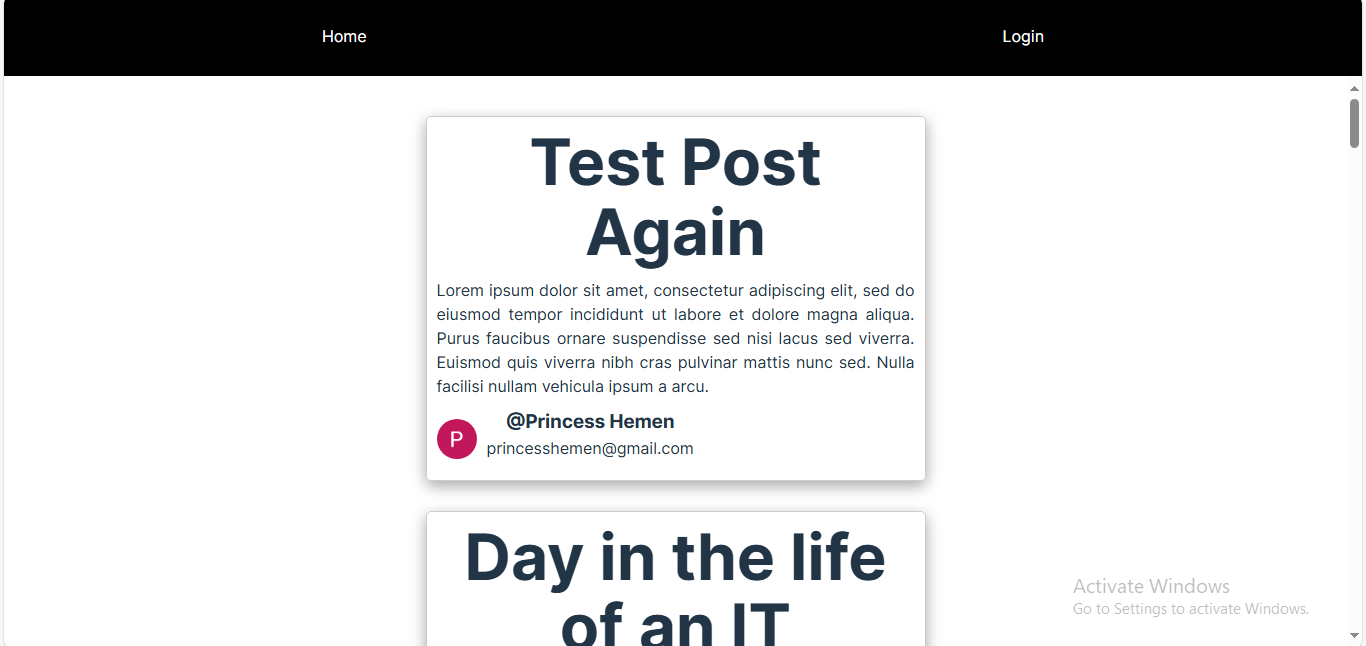 Home
Login
Test Post
Again
Lorem ipsum dolor sit amet, consectetur adipiscing elit, sed do
eiusmod tempor incididunt ut labore et dolore magna aliqua.
Purus faucibus ornare suspendisse sed nisi lacus sed viverra.
Euismod quis viverra nibh cras pulvinar mattis nunc sed. Nulla
facilisi nullam vehicula ipsum a arcu.
P
@Princess Hemen
princesshemen@gmail.com
Day in the life
of an IT
Activate Windows
Go to Settings to activate Windows.